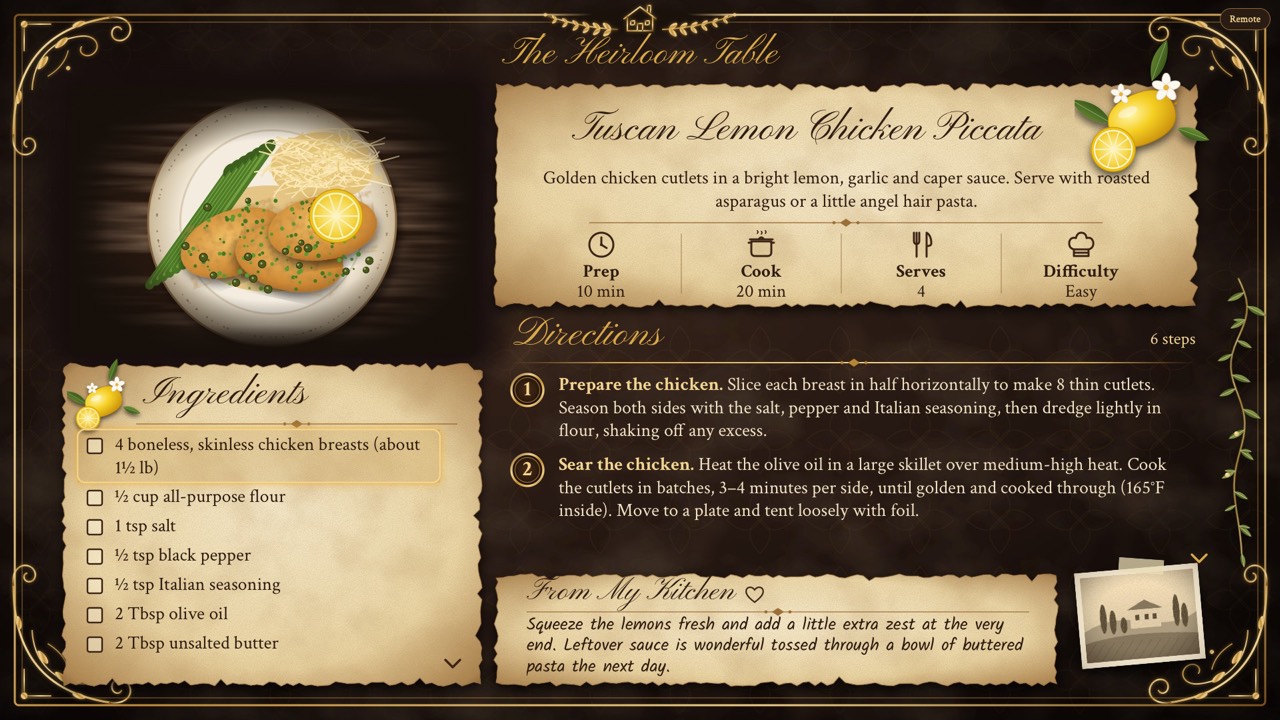 Remote
The Heirloom Table
Tuscan Lemon Chicken Piccata
Golden chicken cutlets in a bright lemon, garlic and caper sauce. Serve with roasted
asparagus or a little angel hair pasta.
Prep
10 min
Cook
20 min
Serves
4
Difficulty
Easy
Ingredients
4 boneless, skinless chicken breasts (about
1½ lb)
½ cup all-purpose flour
1 tsp salt
½ tsp black pepper
½ tsp Italian seasoning
2 Tbsp olive oil
2 Tbsp unsalted butter
Directions
6 steps
1 Prepare the chicken. Slice each breast in half horizontally to make 8 thin cutlets.
Season both sides with the salt, pepper and Italian seasoning, then dredge lightly in
flour, shaking off any excess.
2 Sear the chicken. Heat the olive oil in a large skillet over medium-high heat. Cook
the cutlets in batches, 3–4 minutes per side, until golden and cooked through (165°F
inside). Move to a plate and tent loosely with foil.
From My Kitchen
Squeeze the lemons fresh and add a little extra zest at the very
end. Leftover sauce is wonderful tossed through a bowl of buttered
pasta the next day.